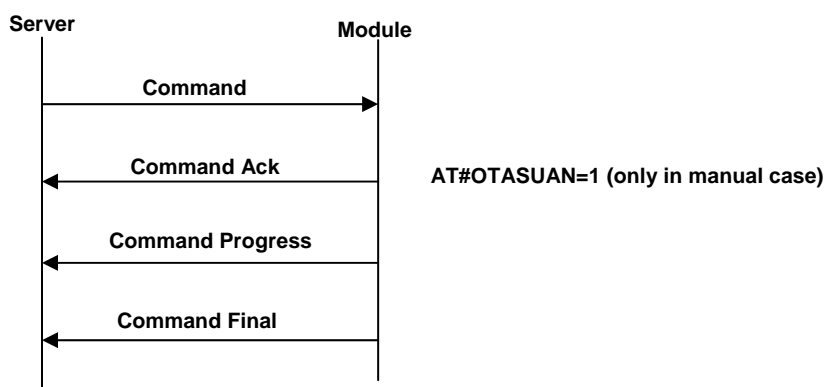 Server
Module
Command
Command Ack
AT#OTASUAN=1 (only in manual case)
Command Progress
Command Final